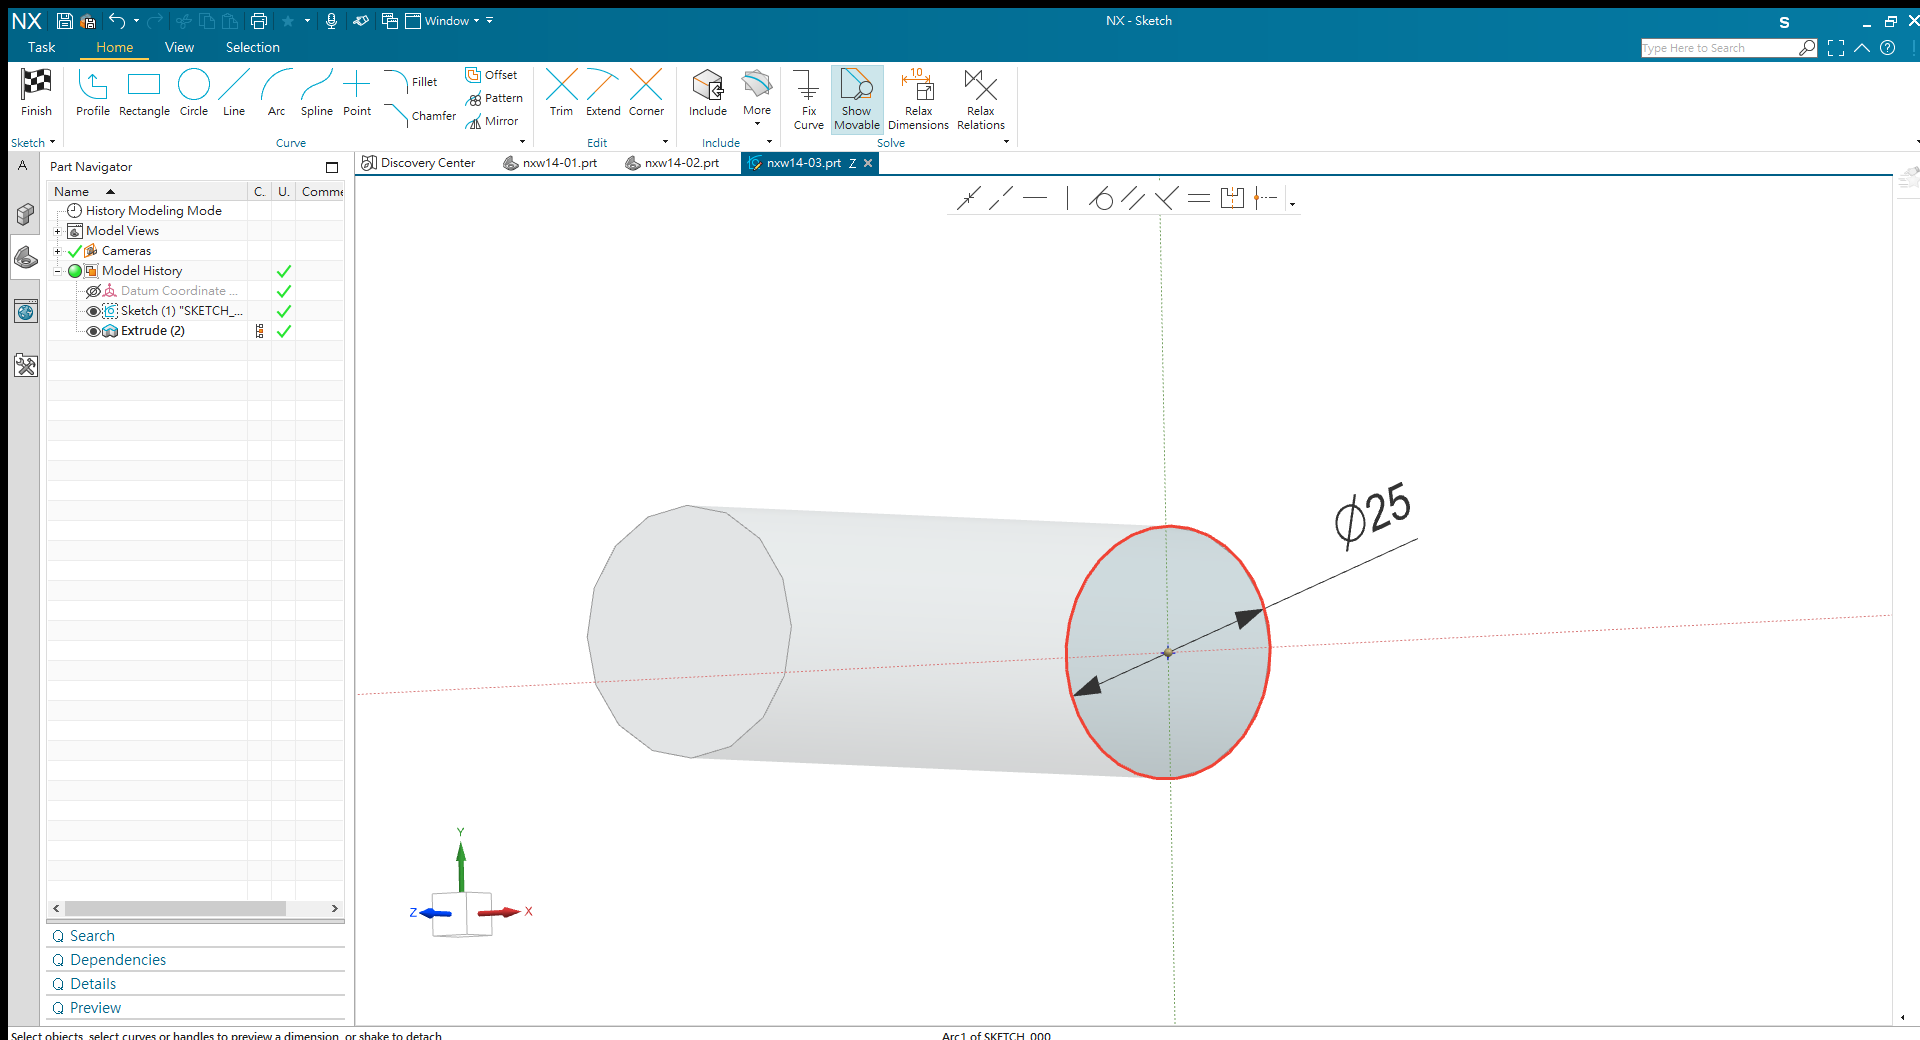 NX
Window
NX - Sketch
S
Task
Home
View
Selection
Type Here to Search
Finish
Profile
Rectangle
Circle
Line
Arc
Spline
Point
Fillet
Chamfer
Offset
Pattern
Mirror
Trim
Extend
Corner
Include
More
Fix
Curve
Show
Movable
1,0
Relax
Dimensions
Relax
Relations
Sketch
Curve
Edit
Include
Solve
A
Part Navigator
Discovery Center
nxw14-01.prt
nxw14-02.prt
nxw14-03.prt
Name
C.
U.
Comme
History Modeling Mode
Model Views
Cameras
Model History
Datum Coordinate ...
Sketch (1) "SKETCH_...
Extrude (2)
Search
Dependencies
Details
Preview
ϕ25
Y
Z
X
Select objects, select curves or handles to preview a dimension, or shake to detach
Arc1 of SKETCH_000